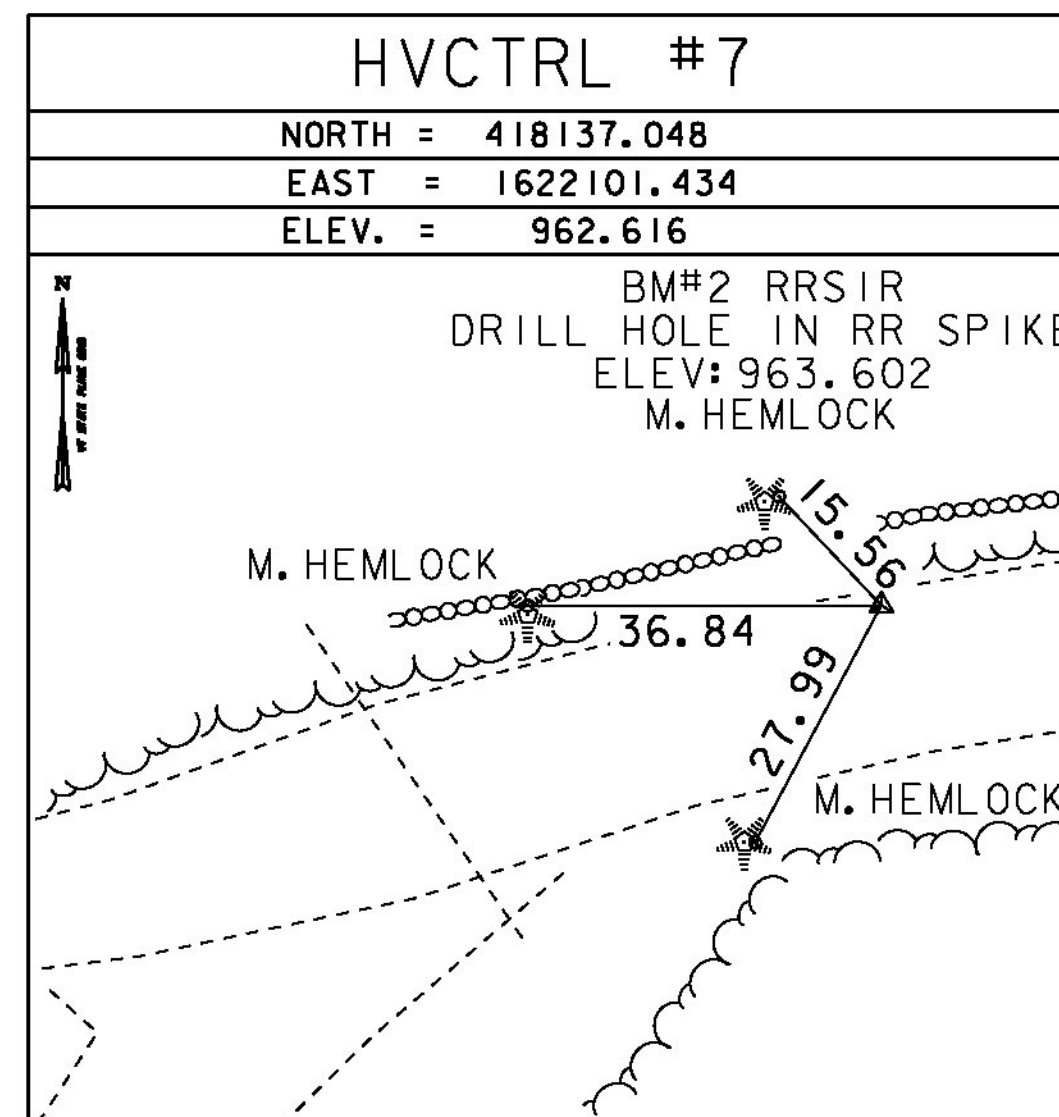 HVCTRL #7
NORTH = 418137.048
EAST = 1622101.434
ELEV. = 962.616
N
BM#2 RRSIR
DRILL HOLE IN RR SPIKE
ELEV: 963.602
M. HEMLOCK
15.56
M. HEMLOCK
36.84
27.99
M. HEMLOCK